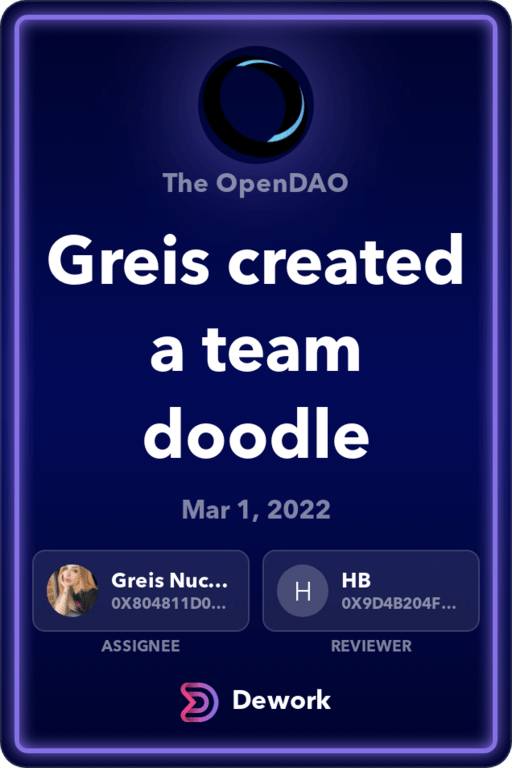 The OpenDAO
Greis created
a team
doodle
Mar 1, 2022
Greis Nuc...
0X804811D0...
ASSIGNEE
H
HB
0X9D4B204F...
REVIEWER
Dework